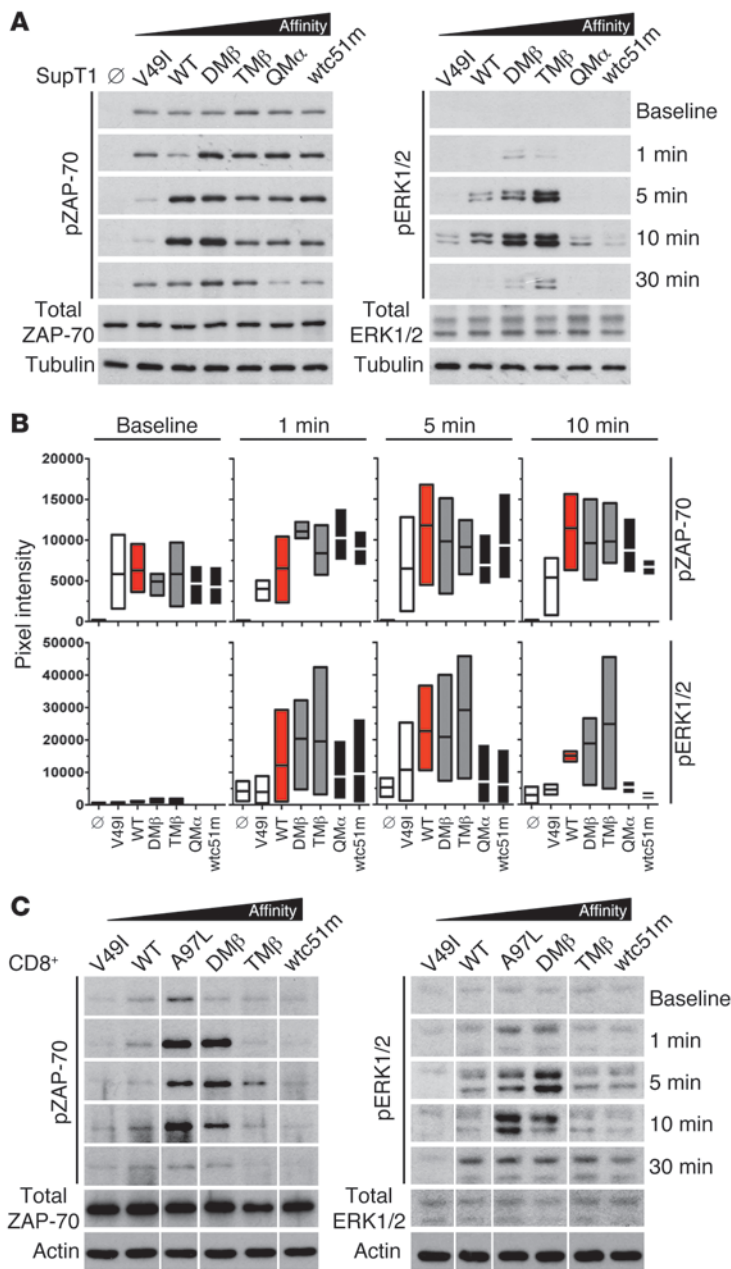 A
Affinity
SupT1 Ø V49I WT DMβ TMβ QMα wtc51m
pZAP-70
Total ZAP-70
Tubulin
Affinity
V49I WT DMβ TMβ QMα wtc51m
pERK1/2
Baseline
1 min
5 min
10 min
30 min
Total ERK1/2
Tubulin
B
Baseline 1 min 5 min 10 min
Pixel intensity
20000
15000
10000
5000
0
pZAP-70
50000
40000
30000
20000
10000
0
pERK1/2
Ø V49I WT DMβ TMβ QMα wtc51m
Ø V49I WT DMβ TMβ QMα wtc51m
Ø V49I WT DMβ TMβ QMα wtc51m
Ø V49I WT DMβ TMβ QMα wtc51m
C
Affinity
CD8+ V49I WT A97L DMβ TMβ wtc51m
pZAP-70
Total ZAP-70
Actin
Affinity
V49I WT A97L DMβ TMβ wtc51m
pERK1/2
Baseline
1 min
5 min
10 min
30 min
Total ERK1/2
Actin